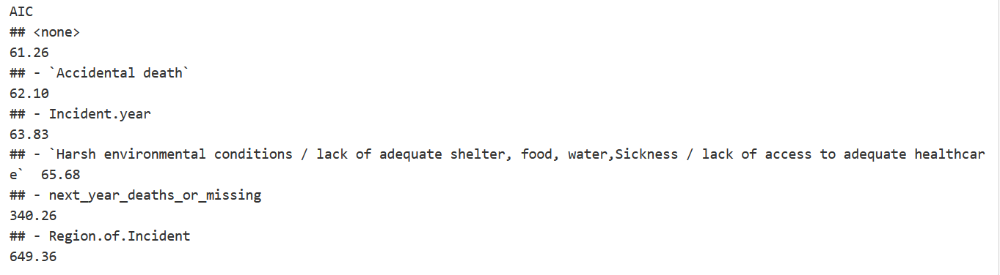 AIC
## <none>
61.26
## - `Accidental death`
62.10
## - Incident.year
63.83
## - `Harsh environmental conditions / lack of adequate shelter, food, water,Sickness / lack of access to adequate healthcar
e`  65.68
## - next_year_deaths_or_missing
340.26
## - Region.of.Incident
649.36